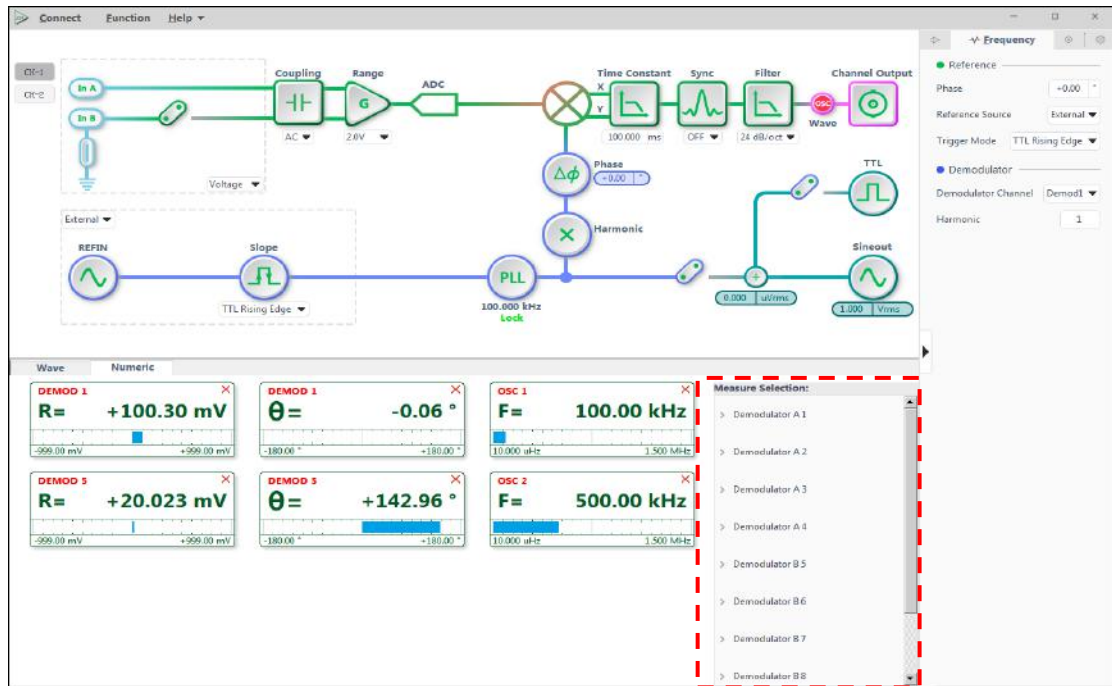 Connect Function Help
Frequency
CH-1
CH-2
In A
In B
Voltage
Coupling
AC
Range
G
2.0V
ADC
X
Y
Time Constant
100.000 ms
Sync
OFF
Filter
24 dB/oct
OSC
Wave
Channel Output
Δϕ
Phase
+0.00 °
×
Harmonic
TTL
External
REFIN
Slope
TTL Rising Edge
PLL
100.000 kHz
Lock
+
0.000 uVrms
Sineout
1.000 Vrms
Reference
Phase +0.00 °
Reference Source External
Trigger Mode TTL Rising Edge
Demodulator
Demodulator Channel Demod1
Harmonic 1
Wave Numeric
DEMOD 1
R= +100.30 mV
-999.00 mV +999.00 mV
DEMOD 1
θ= -0.06 °
-180.00 ° +180.00 °
OSC 1
F= 100.00 kHz
10.000 uHz 1.500 MHz
DEMOD 5
R= +20.023 mV
-999.00 mV +999.00 mV
DEMOD 5
θ= +142.96 °
-180.00 ° +180.00 °
OSC 2
F= 500.00 kHz
10.000 uHz 1.500 MHz
Measure Selection:
Demodulator A 1
Demodulator A 2
Demodulator A 3
Demodulator A 4
Demodulator B 5
Demodulator B 6
Demodulator B 7
Demodulator B 8